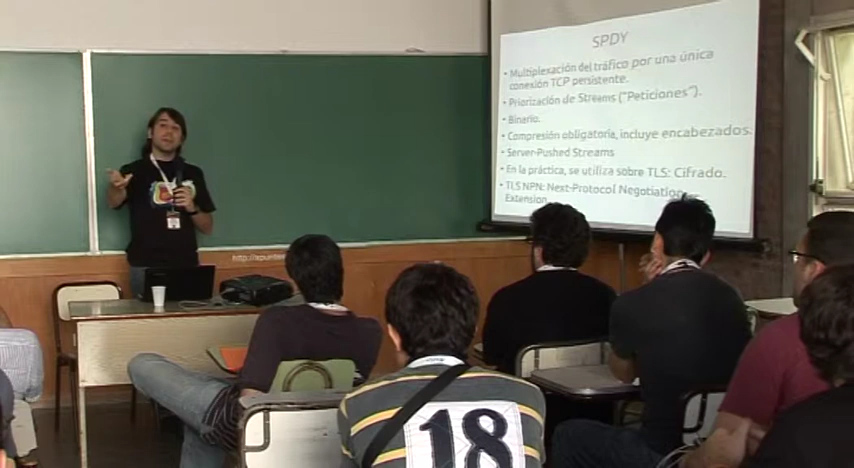 SPDY
• Multiplexación del tráfico por una única
conexión TCP persistente.
• Priorización de Streams ("Peticiones").
• Binario.
• Compresión obligatoria, incluye encabezados.
• Server-Pushed Streams
• En la práctica, se utiliza sobre TLS: Cifrado.
• TLS NPN: Next-Protocol Negotiation
Extension
18